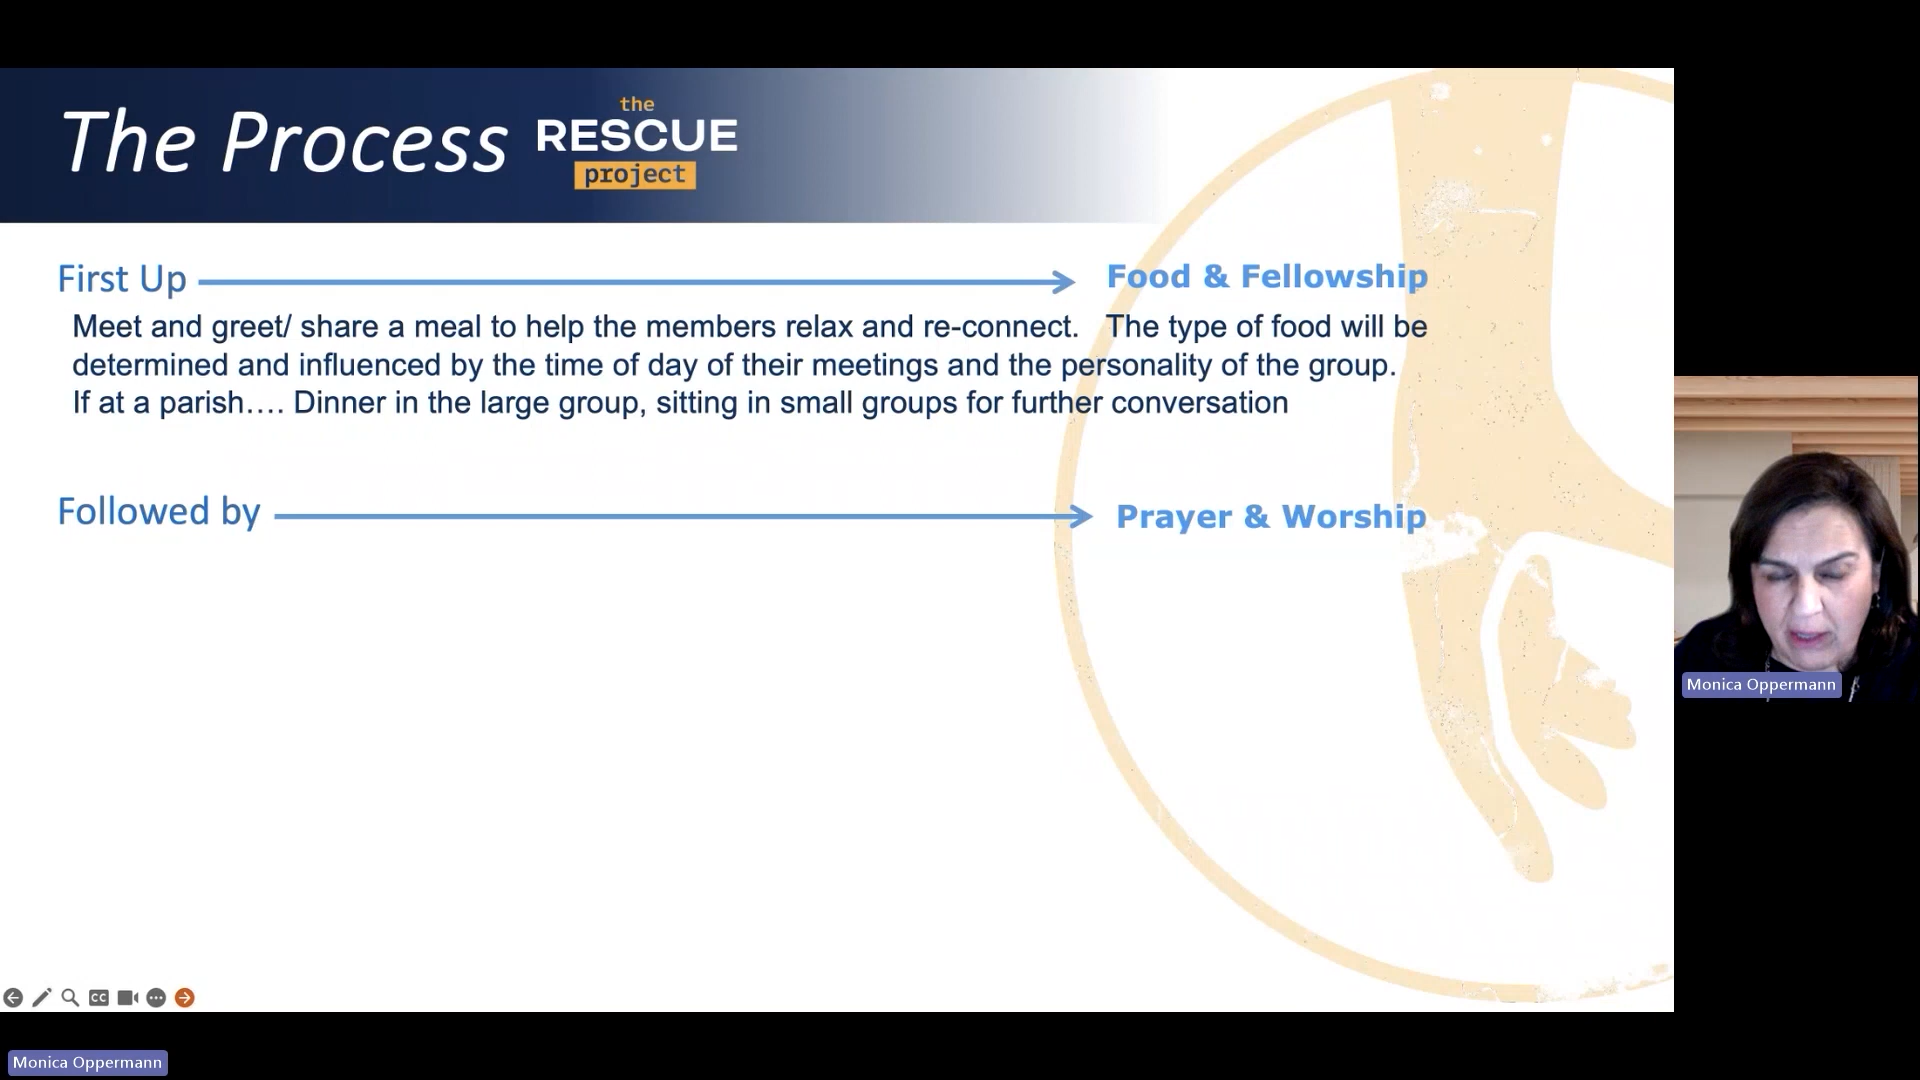 The Process
the
RESCUE
project
First Up
Food & Fellowship
Meet and greet/ share a meal to help the members relax and re-connect.   The type of food will be
determined and influenced by the time of day of their meetings and the personality of the group.
If at a parish…. Dinner in the large group, sitting in small groups for further conversation
Followed by
Prayer & Worship
Monica Oppermann
CC
Monica Oppermann